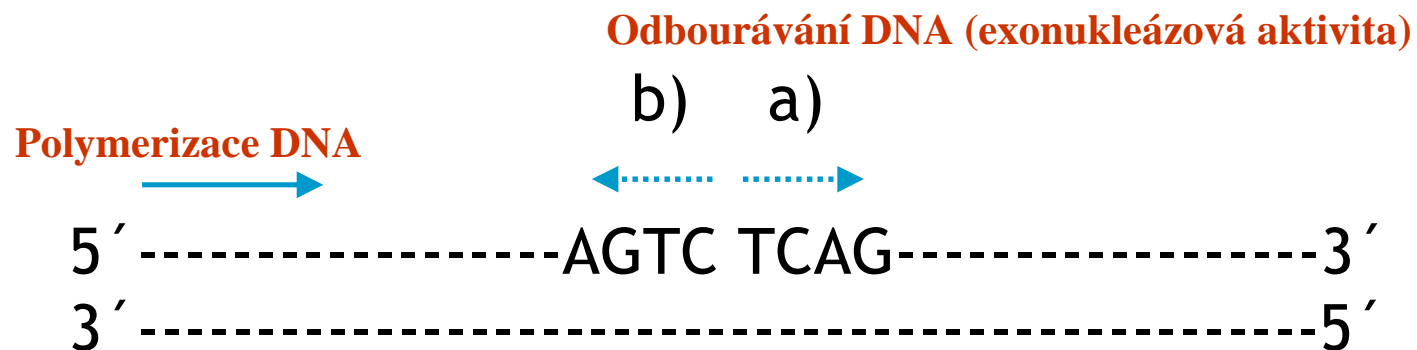 Odbourávání DNA (exonukleázová aktivita)
b) a)
Polymerizace DNA
5´-----------------AGTC TCAG-----------------3´
3´-----------------------------------------------5´